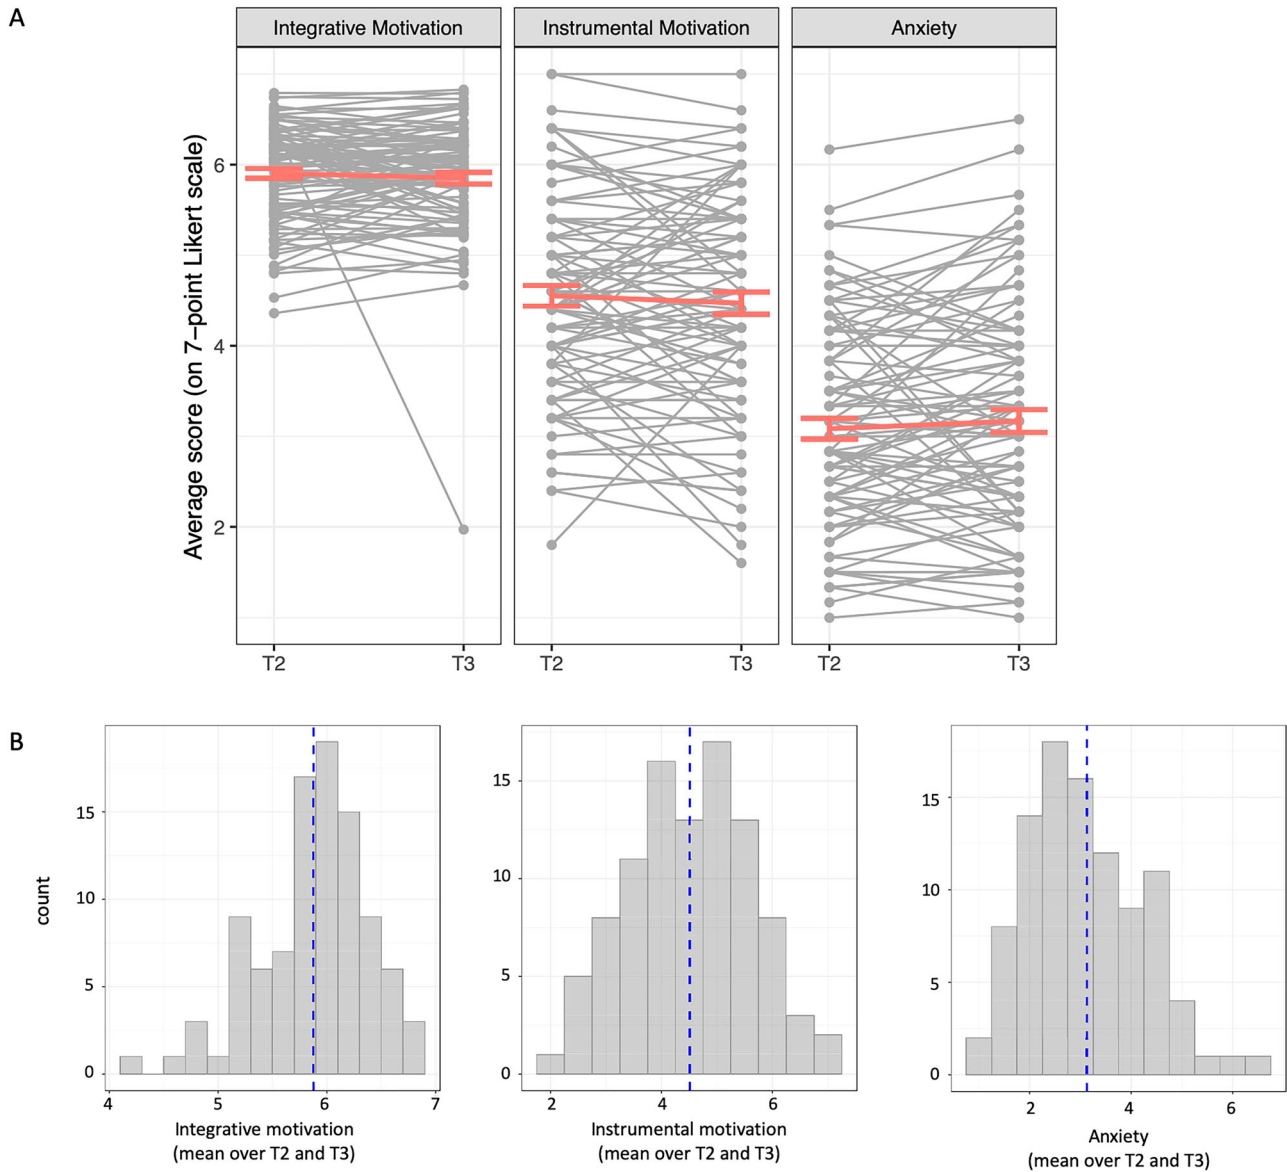 A
Integrative Motivation Instrumental Motivation Anxiety
Average score (on 7−point Likert scale)
6
4
2
T2 T3 T2 T3 T2 T3
B
count
15
10
5
0
4 5 6 7
Integrative motivation
(mean over T2 and T3)
15
10
5
0
2 4 6
Instrumental motivation
(mean over T2 and T3)
15
10
5
0
2 4 6
Anxiety
(mean over T2 and T3)